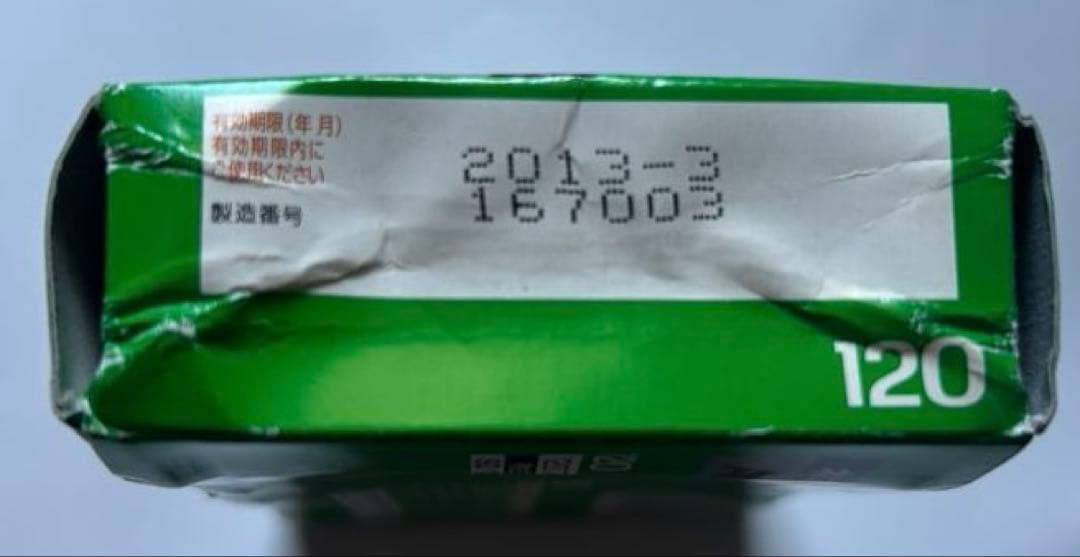 有効期限(年月)
有効期限内に
ご使用ください
2013-3
製造番号
167003
120